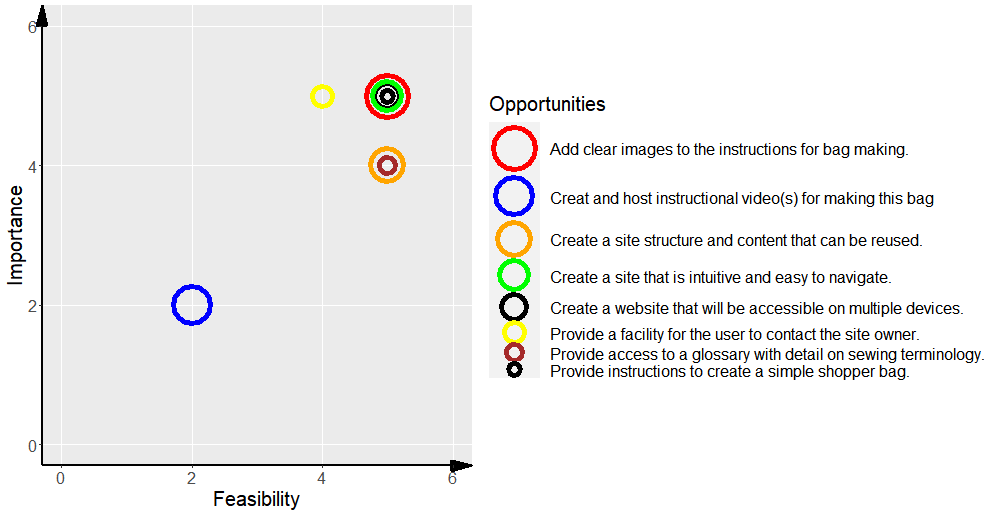 6
4
2
0
Importance
0 2 4 6
Feasibility
Opportunities
Add clear images to the instructions for bag making.
Creat and host instructional video(s) for making this bag
Create a site structure and content that can be reused.
Create a site that is intuitive and easy to navigate.
Create a website that will be accessible on multiple devices.
Provide a facility for the user to contact the site owner.
Provide access to a glossary with detail on sewing terminology.
Provide instructions to create a simple shopper bag.